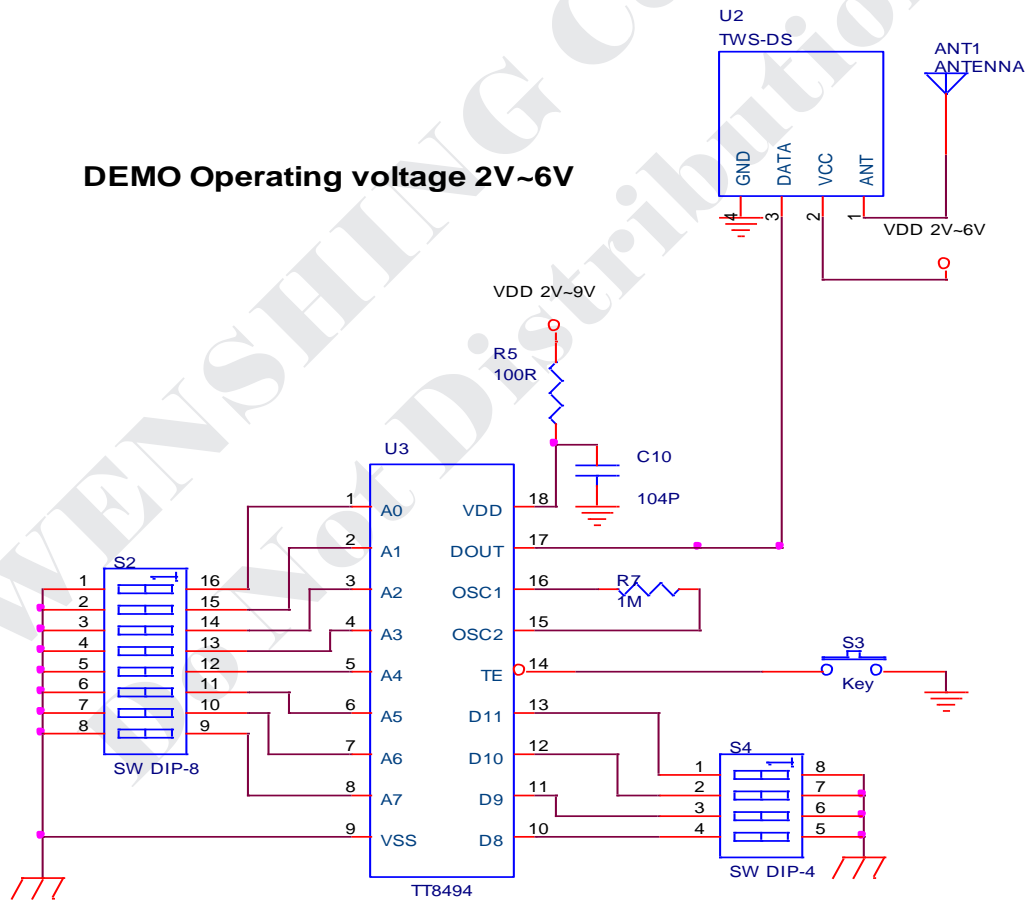 U2
TWS-DS
ANT1
ANTENNA
GND
DATA
VCC
ANT
4
3
2
1
DEMO Operating voltage 2V~6V
VDD 2V~6V
VDD 2V~9V
R5
100R
C10
104P
U3
1
A0
2
A1
3
A2
4
A3
5
A4
6
A5
7
A6
8
A7
9
VSS
VDD
18
DOUT
17
OSC1
16
OSC2
15
TE
14
D11
13
D10
12
D9
11
D8
10
TT8494
R7
1M
S3
Key
S2
1
16
2
15
3
14
4
13
5
12
6
11
7
10
8
9
SW DIP-8
S4
1
8
2
7
3
6
4
5
SW DIP-4
WENSHING CO
Do Not Distribution